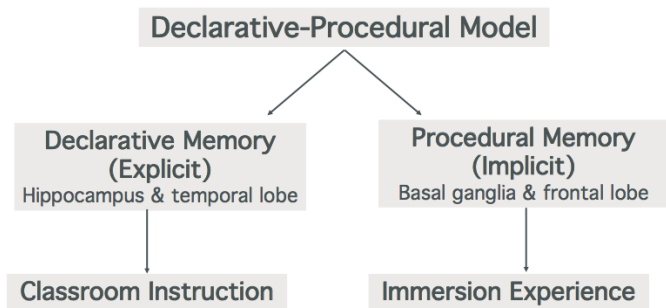 Declarative-Procedural Model
Declarative Memory
(Explicit)
Hippocampus & temporal lobe
Procedural Memory
(Implicit)
Basal ganglia & frontal lobe
Classroom Instruction
Immersion Experience